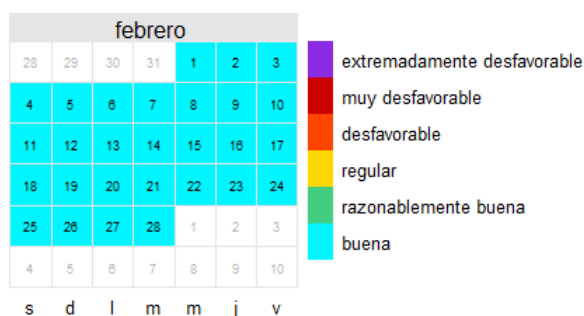 febrero
28 29 30 31 1 2 3
4 5 6 7 8 9 10
11 12 13 14 15 16 17
18 19 20 21 22 23 24
25 26 27 28 1 2 3
4 5 6 7 8 9 10
s d l m m j v
extremadamente desfavorable
muy desfavorable
desfavorable
regular
razonablemente buena
buena